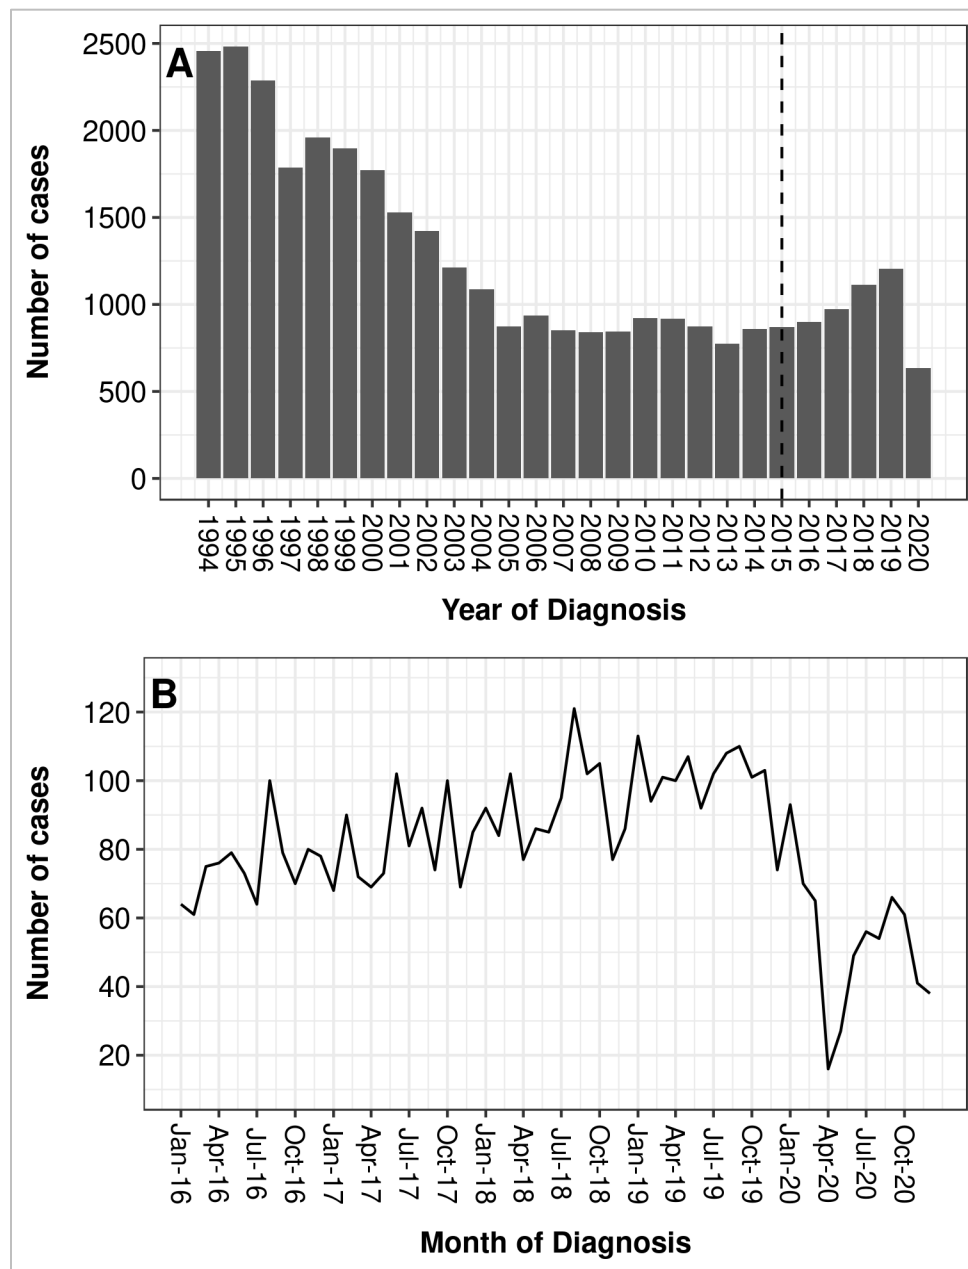 A
Number of cases
2500
2000
1500
1000
500
0
1994
1995
1996
1997
1998
1999
2000
2001
2002
2003
2004
2005
2006
2007
2008
2009
2010
2011
2012
2013
2014
2015
2016
2017
2018
2019
2020
Year of Diagnosis
B
Number of cases
120
100
80
60
40
20
Jan-16
Apr-16
Jul-16
Oct-16
Jan-17
Apr-17
Jul-17
Oct-17
Jan-18
Apr-18
Jul-18
Oct-18
Jan-19
Apr-19
Jul-19
Oct-19
Jan-20
Apr-20
Jul-20
Oct-20
Month of Diagnosis